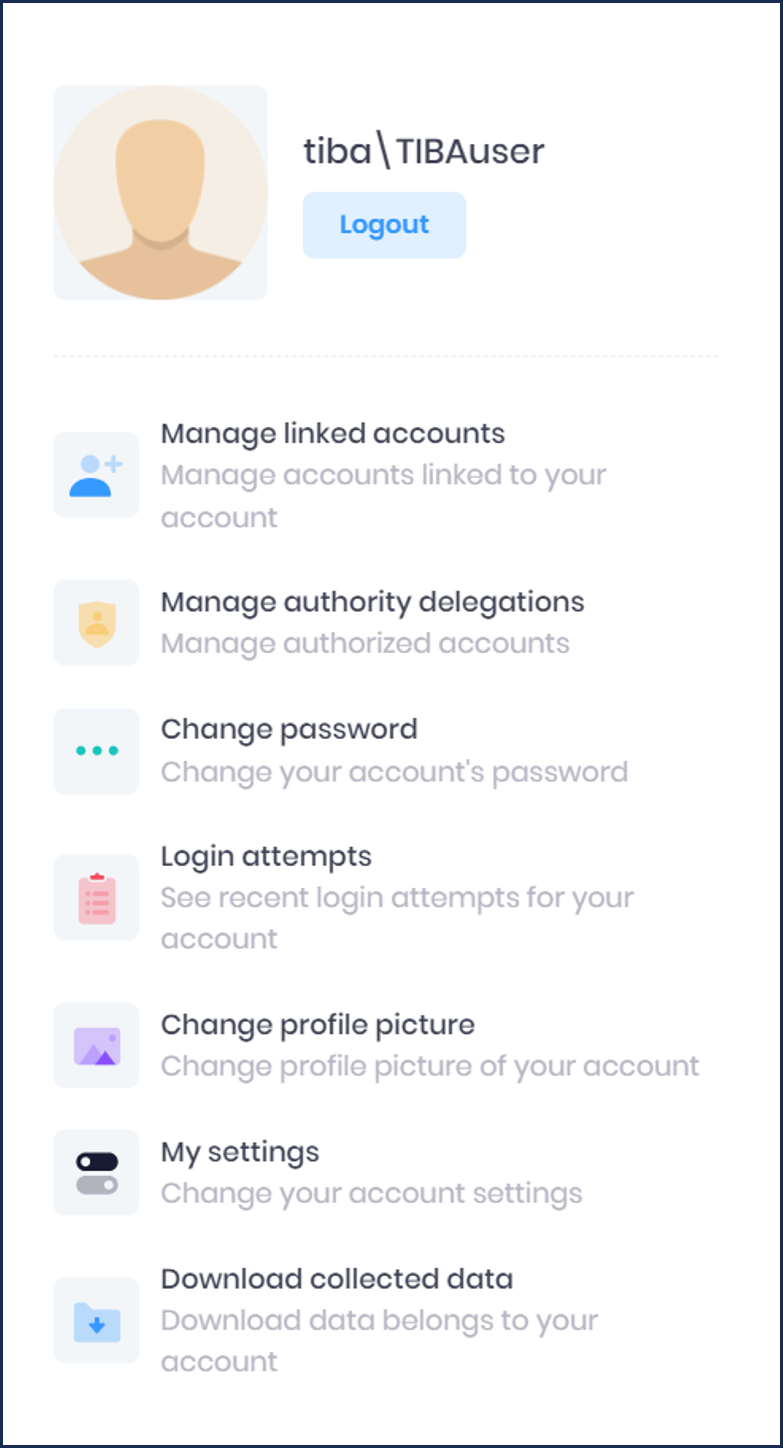 tiba\TIBAuser
Logout
Manage linked accounts
Manage accounts linked to your
account
Manage authority delegations
Manage authorized accounts
Change password
Change your account's password
Login attempts
See recent login attempts for your
account
Change profile picture
Change profile picture of your account
My settings
Change your account settings
Download collected data
Download data belongs to your
account